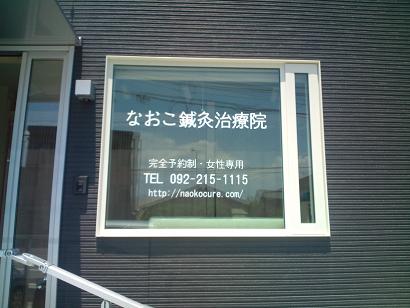 なおこ鍼灸治療院
完全予約制・女性専用
TEL 092-215-1115
http://naokocure.com/